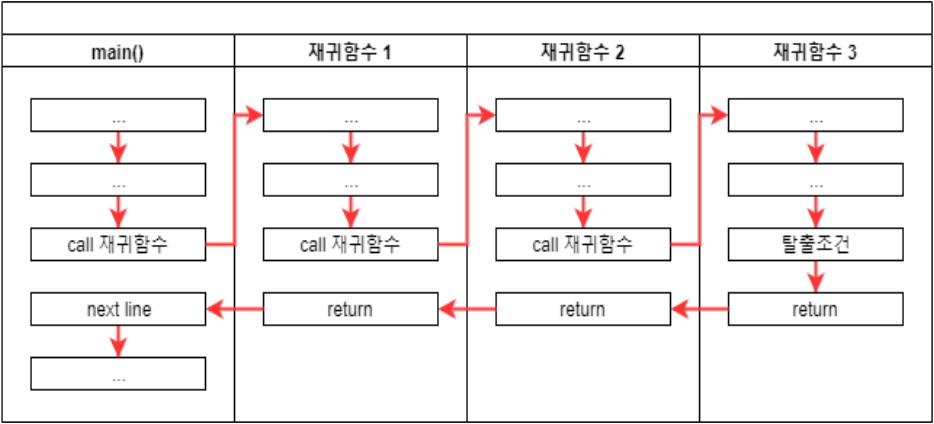 main() 재귀함수 1 재귀함수 2 재귀함수 3
... ... ... ...
... ... ... ...
call 재귀함수 call 재귀함수 call 재귀함수 탈출조건
next line return return return
...